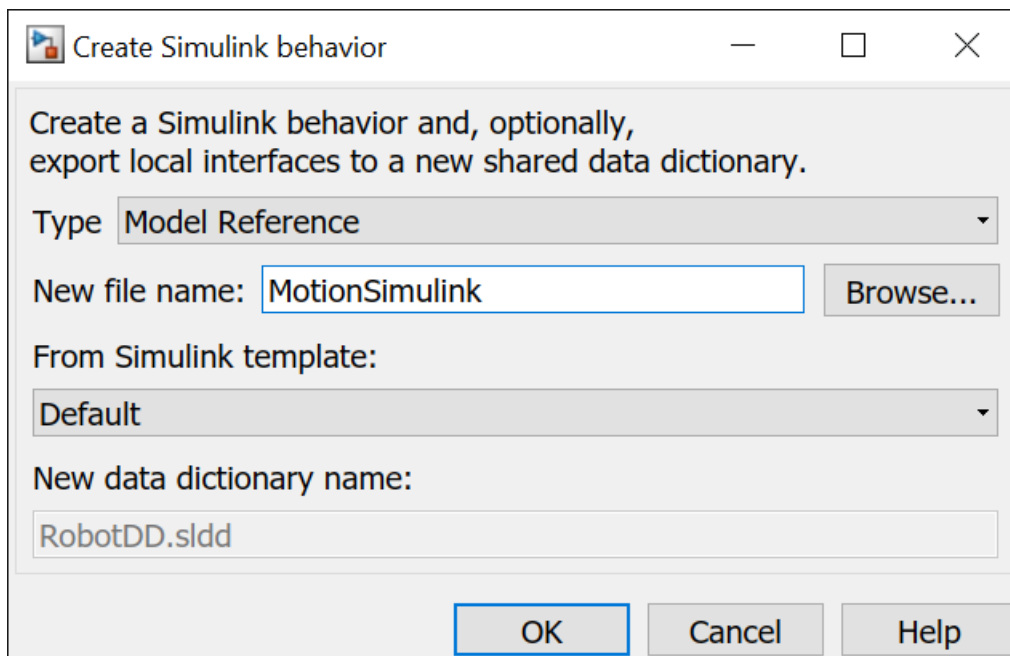 Create Simulink behavior
Create a Simulink behavior and, optionally,
export local interfaces to a new shared data dictionary.
Type Model Reference
New file name: MotionSimulink Browse...
From Simulink template:
Default
New data dictionary name:
RobotDD.sldd
OK Cancel Help